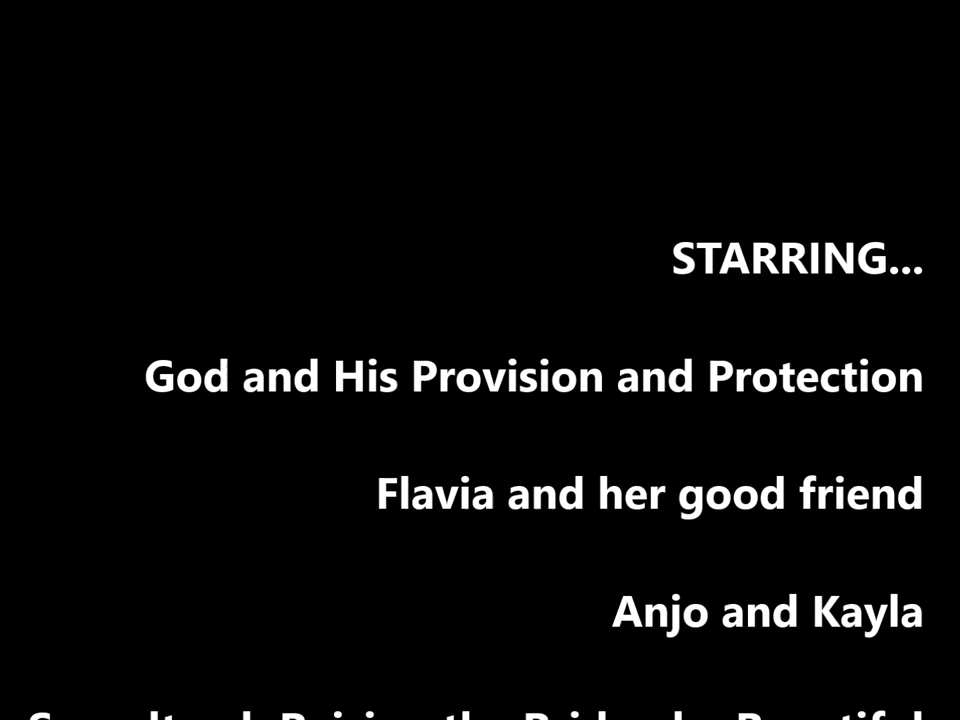 STARRING...
God and His Provision and Protection
Flavia and her good friend
Anjo and Kayla